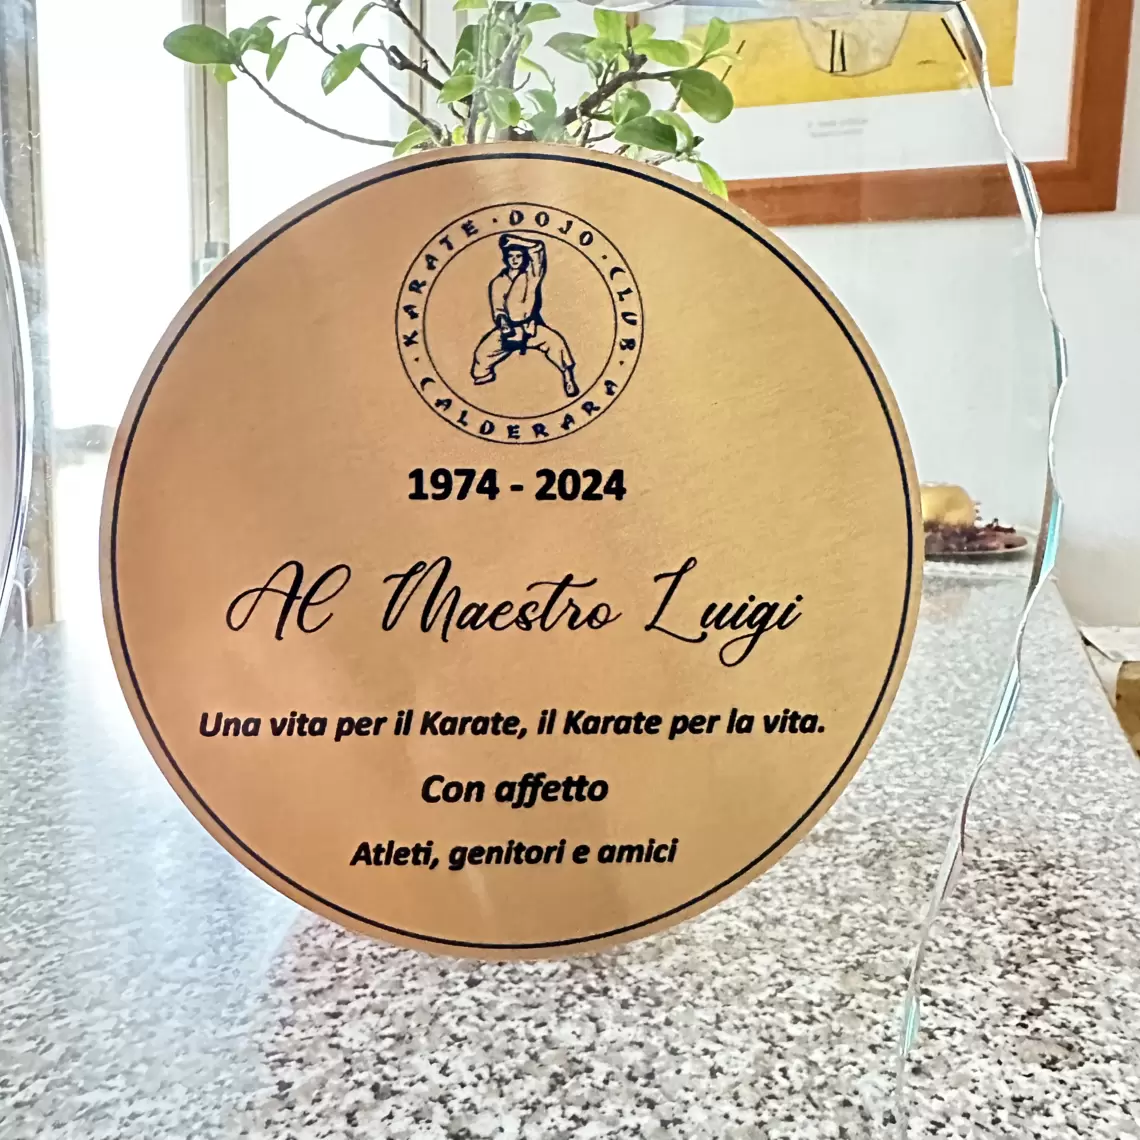 KARATE · DOJO · CLUB · CALDERARA ·
1974 - 2024
Al Maestro Luigi
Una vita per il Karate, il Karate per la vita.
Con affetto
Atleti, genitori e amici